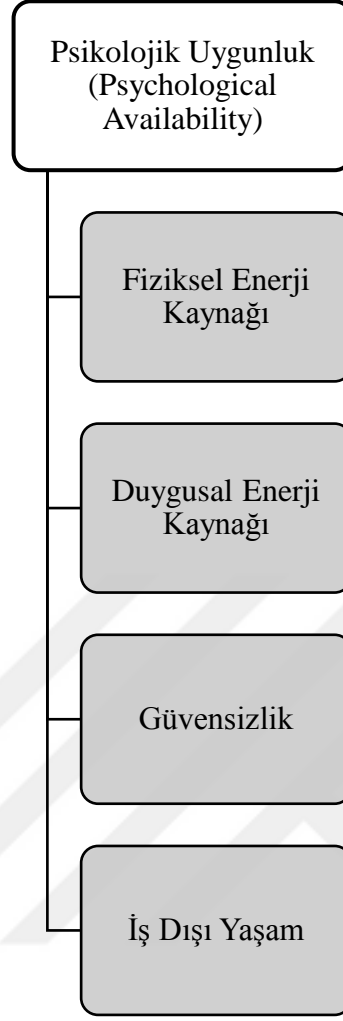 Psikolojik Uygunluk
(Psychological
Availability)
Fiziksel Enerji
Kaynağı
Duygusal Enerji
Kaynağı
Güvensizlik
İş Dışı Yaşam